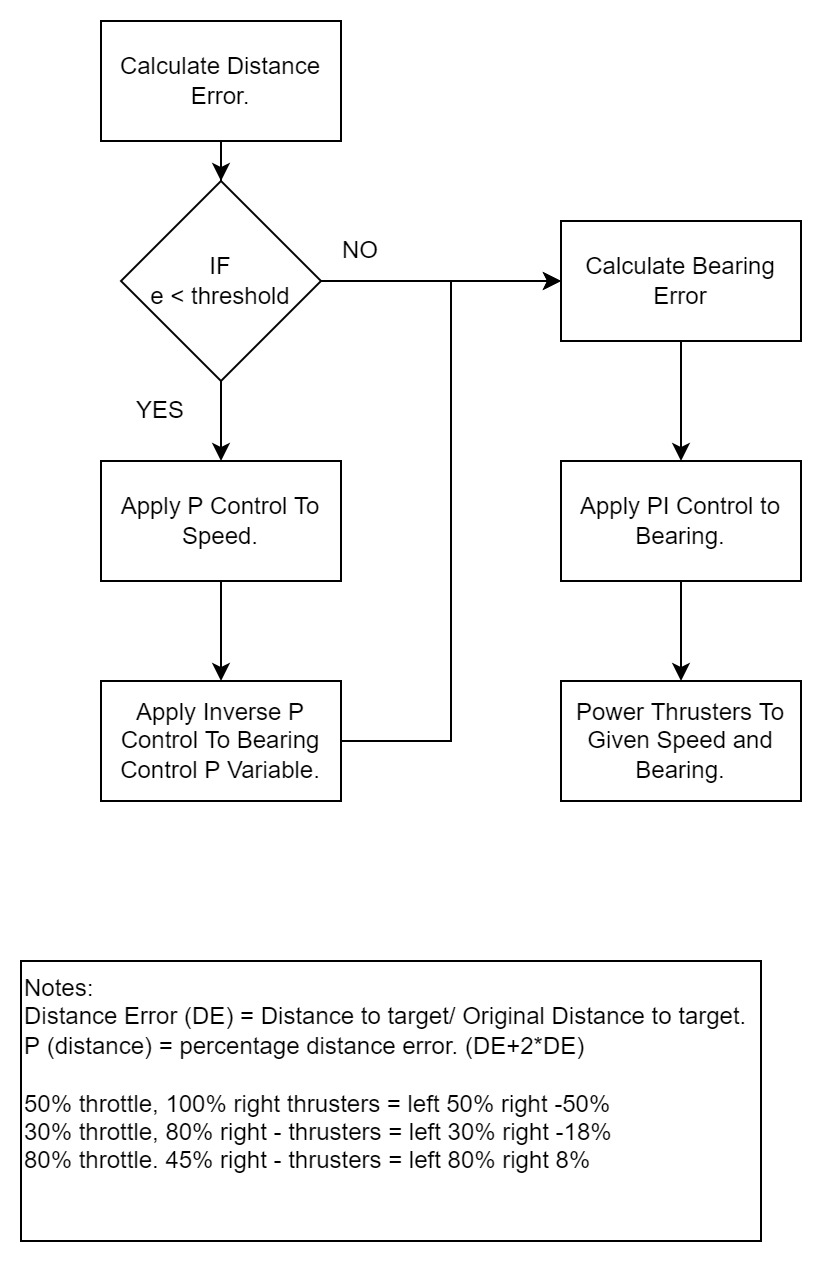 Calculate Distance
Error.
IF
e < threshold
NO
YES
Apply P Control To
Speed.
Apply Inverse P
Control To Bearing
Control P Variable.
Calculate Bearing
Error
Apply PI Control to
Bearing.
Power Thrusters To
Given Speed and
Bearing.
Notes:
Distance Error (DE) = Distance to target/ Original Distance to target.
P (distance) = percentage distance error. (DE+2*DE)
50% throttle, 100% right thrusters = left 50% right -50%
30% throttle, 80% right - thrusters = left 30% right -18%
80% throttle. 45% right - thrusters = left 80% right 8%